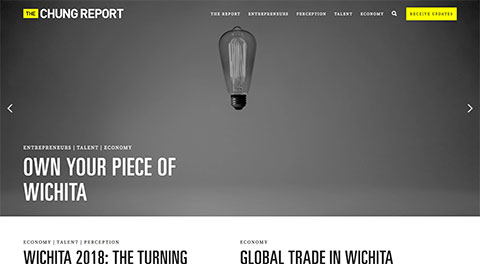 THE CHUNG REPORT
THE REPORT ENTREPRENEURS PERCEPTION TALENT ECONOMY RECEIVE UPDATES
ENTREPRENEURS | TALENT | ECONOMY
OWN YOUR PIECE OF
WICHITA
ECONOMY | TALENT | PERCEPTION
WICHITA 2018: THE TURNING
ECONOMY
GLOBAL TRADE IN WICHITA